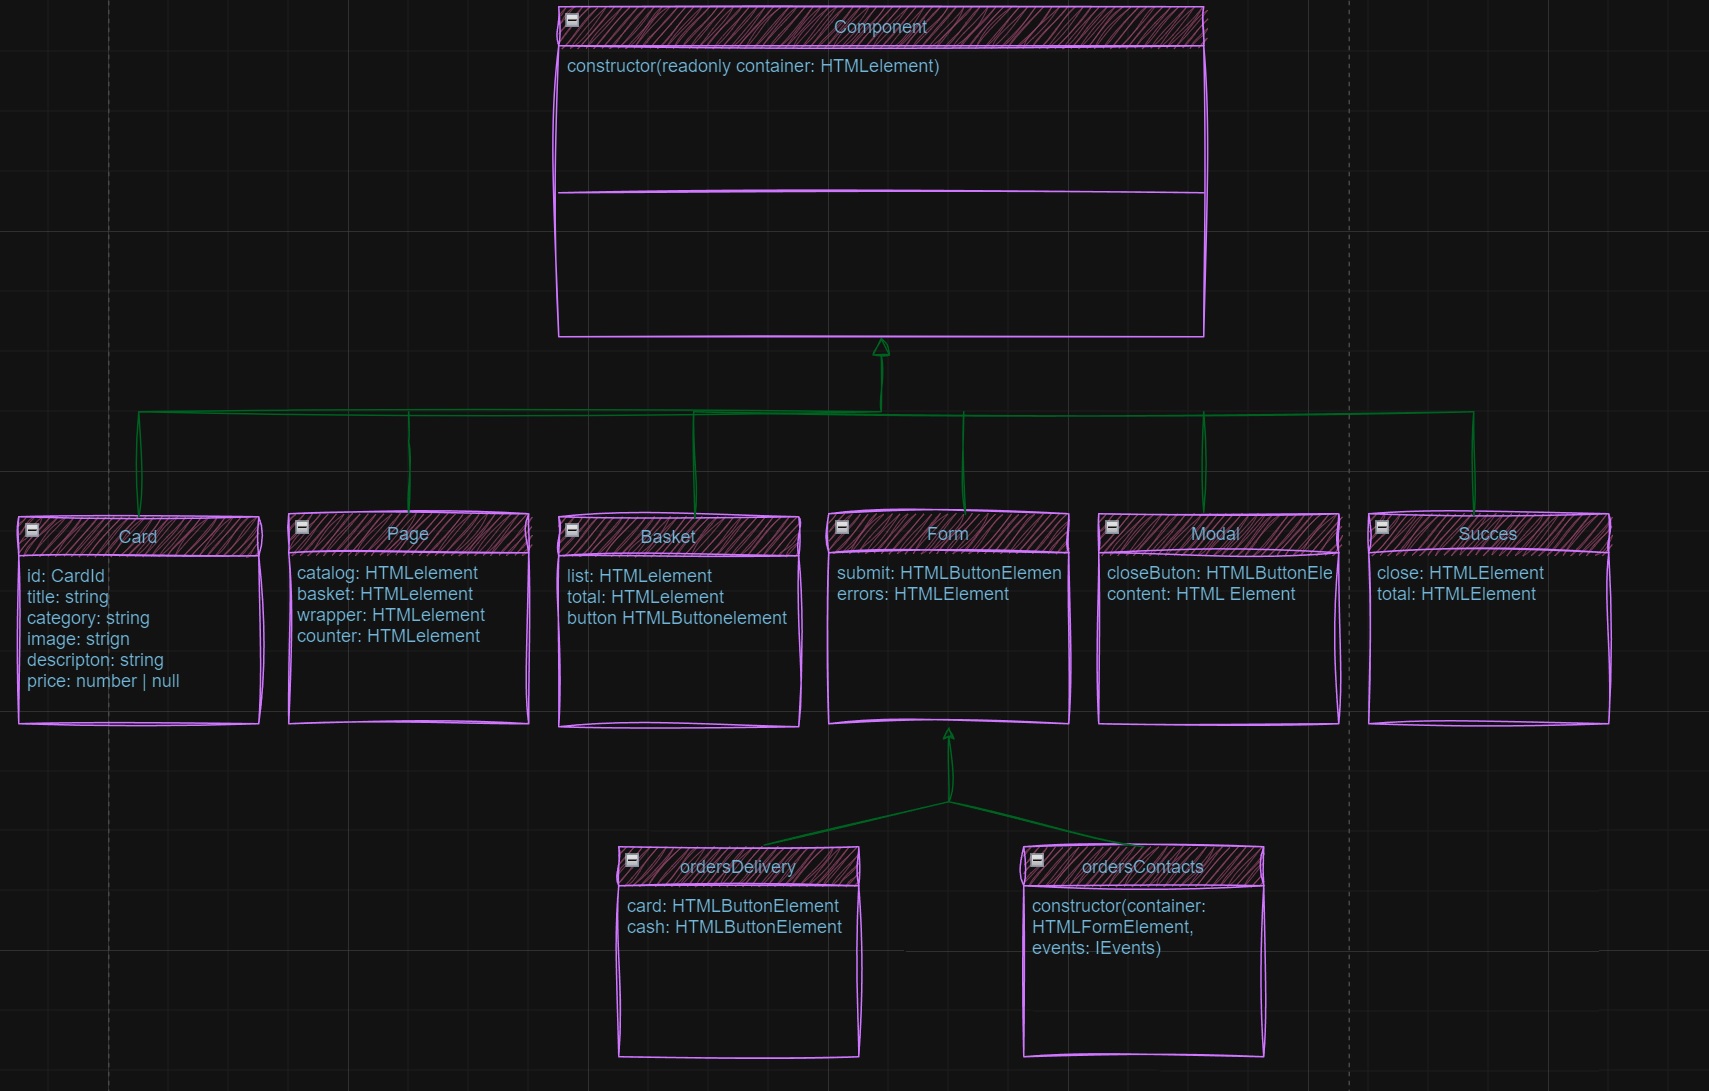 Component
constructor(readonly container: HTMLelement)
Card
id: CardId
title: string
category: string
image: strign
descripton: string
price: number | null
Page
catalog: HTMLelement
basket: HTMLelement
wrapper: HTMLelement
counter: HTMLelement
Basket
list: HTMLelement
total: HTMLelement
button HTMLButtonelement
Form
submit: HTMLButtonElemen
errors: HTMLElement
Modal
closeButon: HTMLButtonEle
content: HTML Element
Succes
close: HTMLElement
total: HTMLElement
ordersDelivery
card: HTMLButtonElement
cash: HTMLButtonElement
ordersContacts
constructor(container:
HTMLFormElement,
events: IEvents)